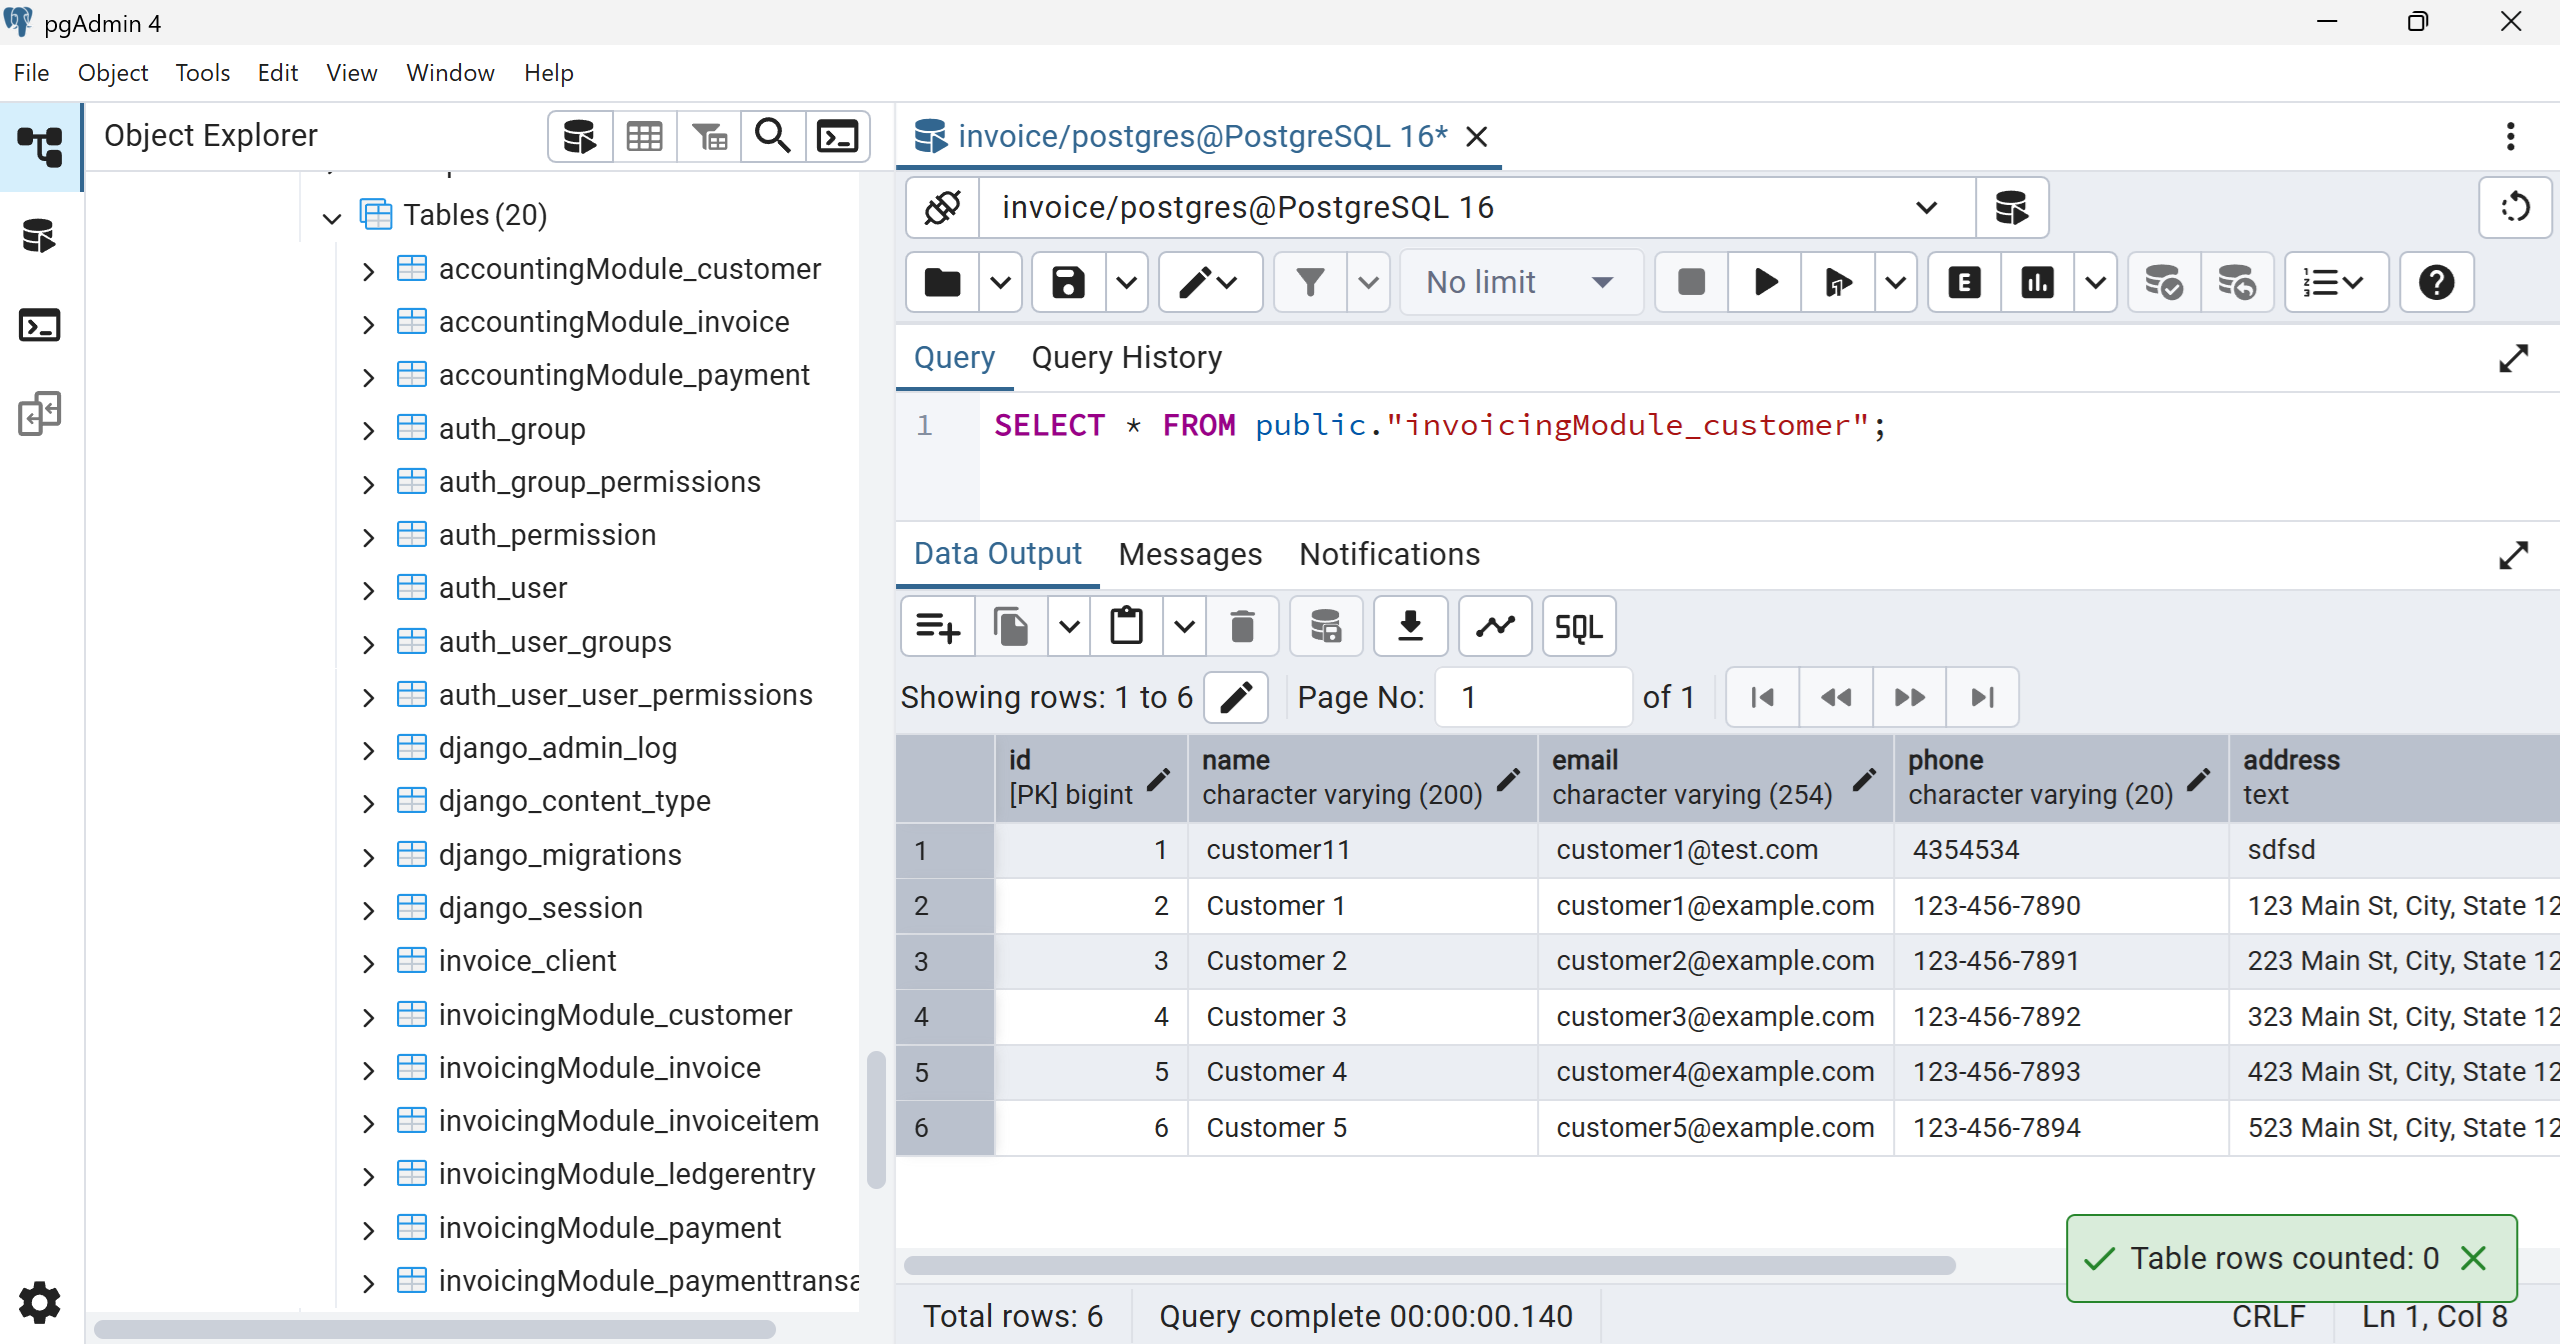 pgAdmin 4
File Object Tools Edit View Window Help
Object Explorer
Tables (20)
accountingModule_customer
accountingModule_invoice
accountingModule_payment
auth_group
auth_group_permissions
auth_permission
auth_user
auth_user_groups
auth_user_user_permissions
django_admin_log
django_content_type
django_migrations
django_session
invoice_client
invoicingModule_customer
invoicingModule_invoice
invoicingModule_invoiceitem
invoicingModule_ledgerentry
invoicingModule_payment
invoicingModule_paymenttransa
invoice/postgres@PostgreSQL 16*
invoice/postgres@PostgreSQL 16
No limit
E
Query Query History
1 SELECT * FROM public."invoicingModule_customer";
Data Output Messages Notifications
SQL
Showing rows: 1 to 6 Page No: 1 of 1
id name email phone address
[PK] bigint character varying (200) character varying (254) character varying (20) text
1 1 customer11 customer1@test.com 4354534 sdfsd
2 2 Customer 1 customer1@example.com 123-456-7890 123 Main St, City, State 12
3 3 Customer 2 customer2@example.com 123-456-7891 223 Main St, City, State 12
4 4 Customer 3 customer3@example.com 123-456-7892 323 Main St, City, State 12
5 5 Customer 4 customer4@example.com 123-456-7893 423 Main St, City, State 12
6 6 Customer 5 customer5@example.com 123-456-7894 523 Main St, City, State 12
Table rows counted: 0
Total rows: 6 Query complete 00:00:00.140 CRLF Ln 1, Col 8